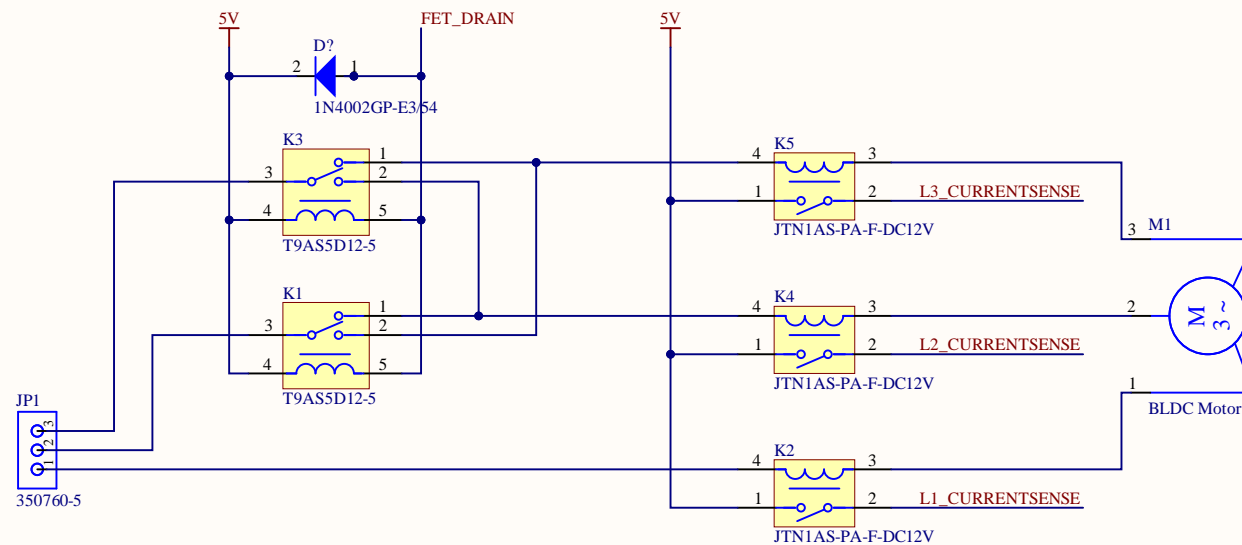 5V
FET_DRAIN
5V
D?
2
1
1N4002GP-E3/54
K3
1
3
2
4
5
T9AS5D12-5
K5
4
3
1
2
L3_CURRENTSENSE
JTN1AS-PA-F-DC12V
M1
3
K1
1
3
2
4
5
T9AS5D12-5
K4
4
3
1
2
L2_CURRENTSENSE
JTN1AS-PA-F-DC12V
2
M
3 ~
1
BLDC Motor
JP1
3
2
1
350760-5
K2
4
3
1
2
L1_CURRENTSENSE
JTN1AS-PA-F-DC12V